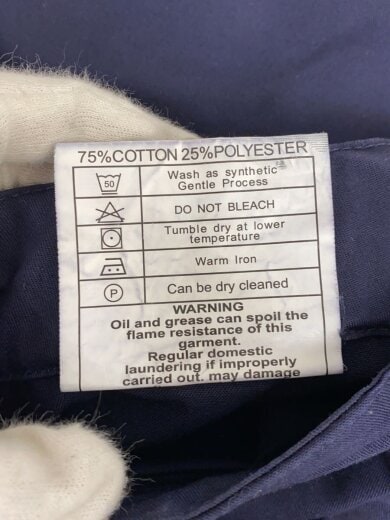 75%COTTON 25%POLYESTER
50
Wash as synthetic
Gentle Process
DO NOT BLEACH
Tumble dry at lower
temperature
Warm Iron
P
Can be dry cleaned
WARNING
Oil and grease can spoil the
flame resistance of this
garment.
Regular domestic
laundering if improperly
carried out. may damage